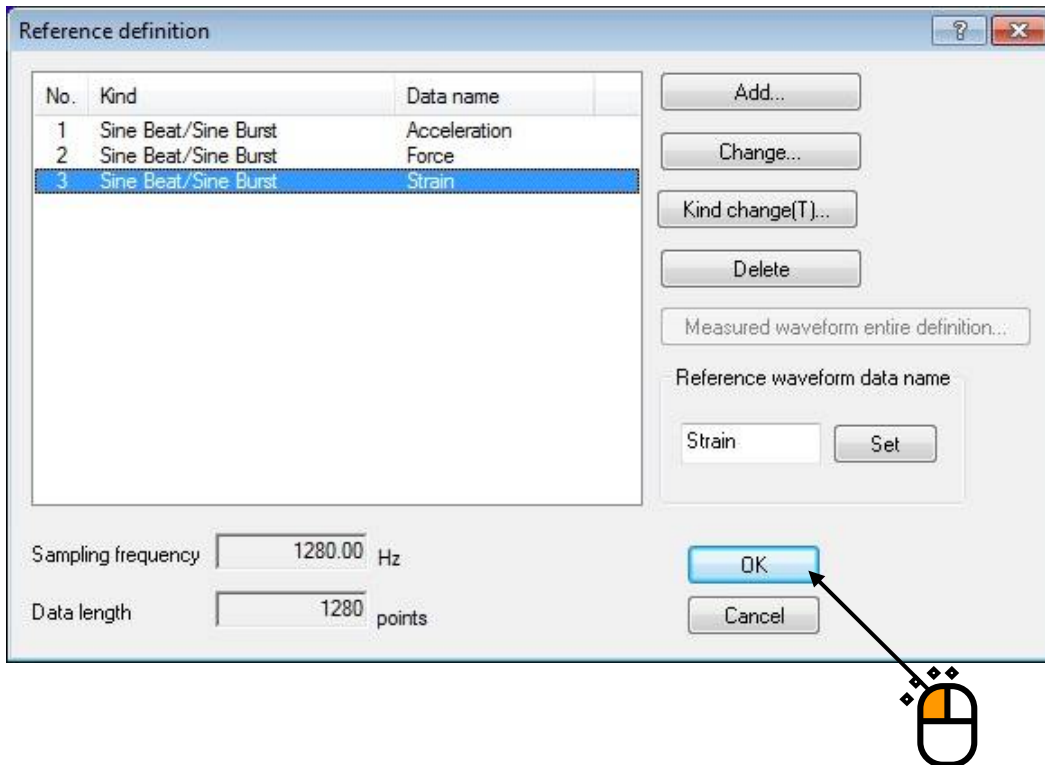 Reference definition
No. Kind Data name
1 Sine Beat/Sine Burst Acceleration
2 Sine Beat/Sine Burst Force
3 Sine Beat/Sine Burst Strain
Add...
Change...
Kind change(T)...
Delete
Measured waveform entire definition...
Reference waveform data name
Strain Set
Sampling frequency 1280.00 Hz
Data length 1280 points
OK
Cancel